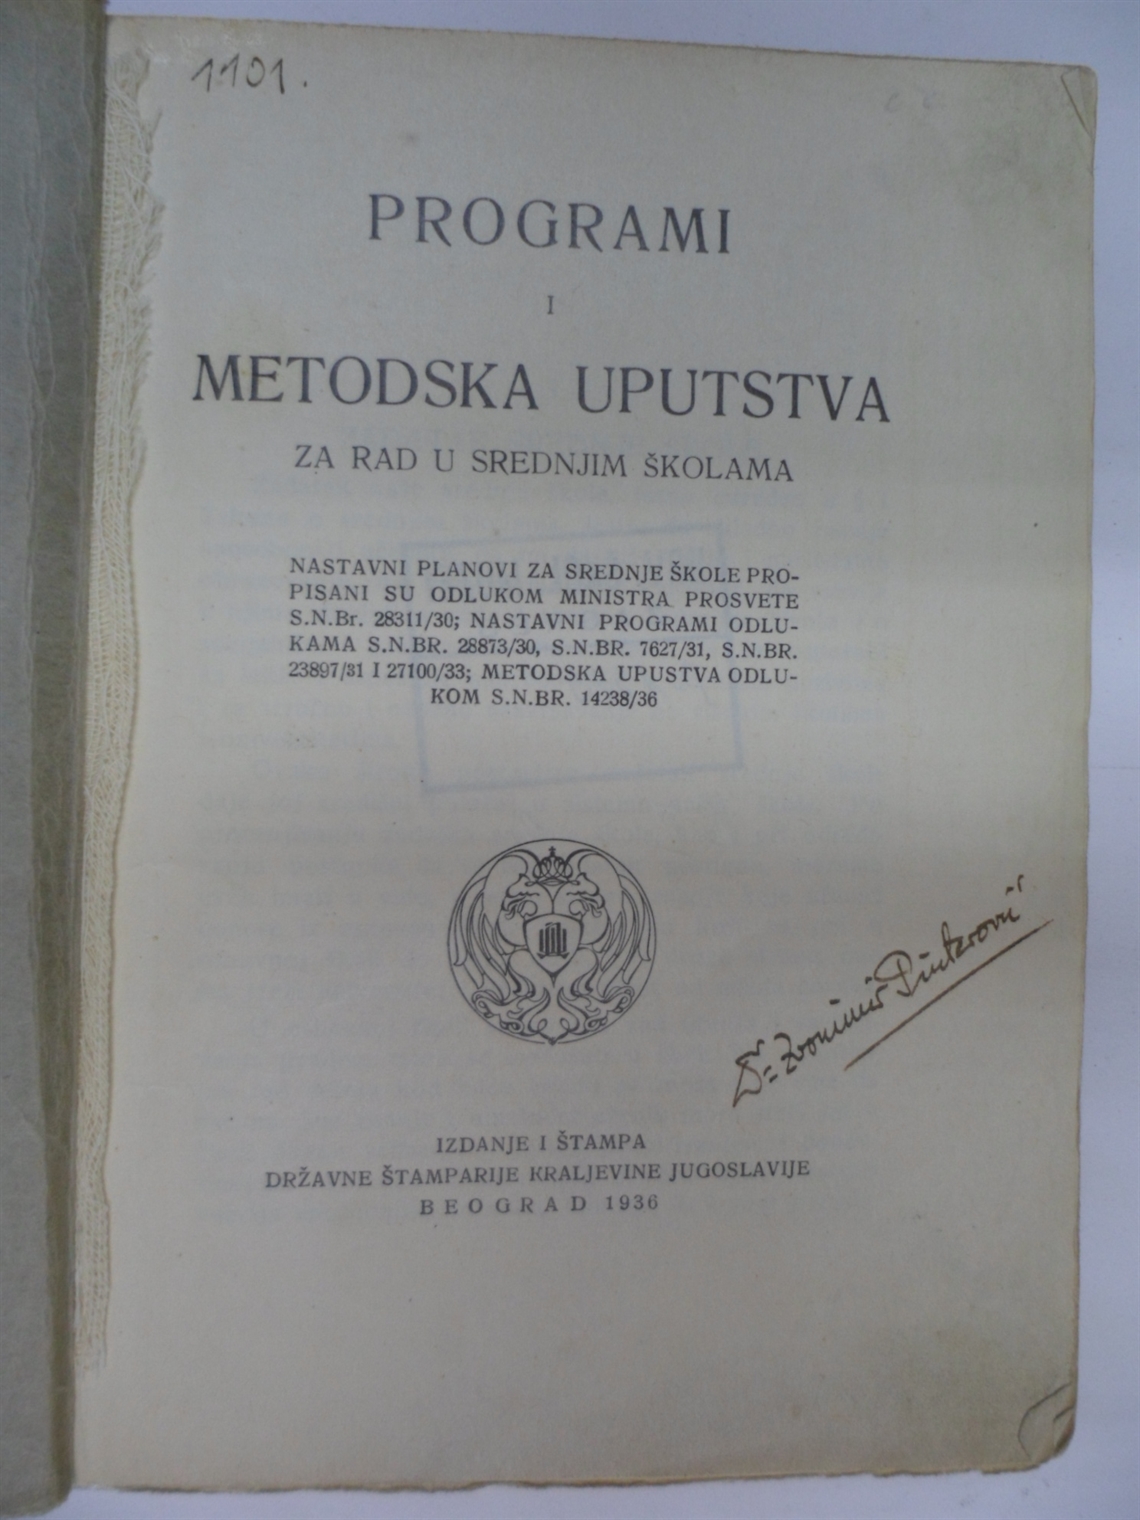 1101.
PROGRAMI
I
METODSKA UPUTSTVA
ZA RAD U SREDNJIM ŠKOLAMA
NASTAVNI PLANOVI ZA SREDNJE ŠKOLE PRO-
PISANI SU ODLUKOM MINISTRA PROSVETE
S.N.Br. 28311/30; NASTAVNI PROGRAMI ODLU-
KAMA S.N.BR. 28873/30, S.N.BR. 7627/31, S.N.BR.
23897/31 I 27100/33; METODSKA UPUSTVA ODLU-
KOM S.N.BR. 14238/36
Dr Zvonimir
IZDANJE I ŠTAMPA
DRŽAVNE ŠTAMPARIJE KRALJEVINE JUGOSLAVIJE
BEOGRAD 1936